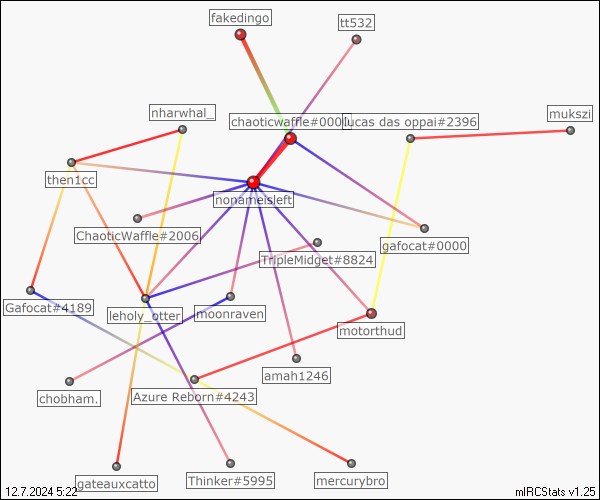 fakedingo
tt532
nharwhal_
chaoticwaffle#0000
lucas das oppai#2396
mukszi
then1cc
nonameisleft
ChaoticWaffle#2006
gafocat#0000
TripleMidget#8824
Gafocat#4189
leholy_otter
moonraven
motorthud
amah1246
chobham.
Azure Reborn#4243
gateauxcatto
Thinker#5995
mercurybro
12.7.2024 5:22
mIRCStats v1.25